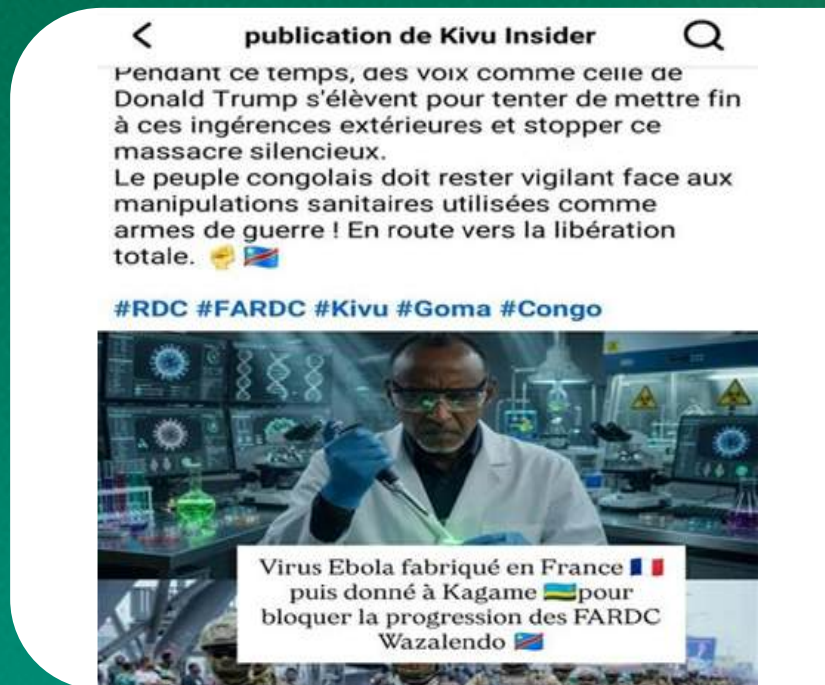 publication de Kivu Insider
Pendant ce temps, des voix comme celle de
Donald Trump s'élèvent pour tenter de mettre fin
à ces ingérences extérieures et stopper ce
massacre silencieux.
Le peuple congolais doit rester vigilant face aux
manipulations sanitaires utilisées comme
armes de guerre ! En route vers la libération
totale. ✊🇨🇩
#RDC #FARDC #Kivu #Goma #Congo
Virus Ebola fabriqué en France 🇫🇷
puis donné à Kagame 🇷🇼pour
bloquer la progression des FARDC
Wazalendo 🇨🇩